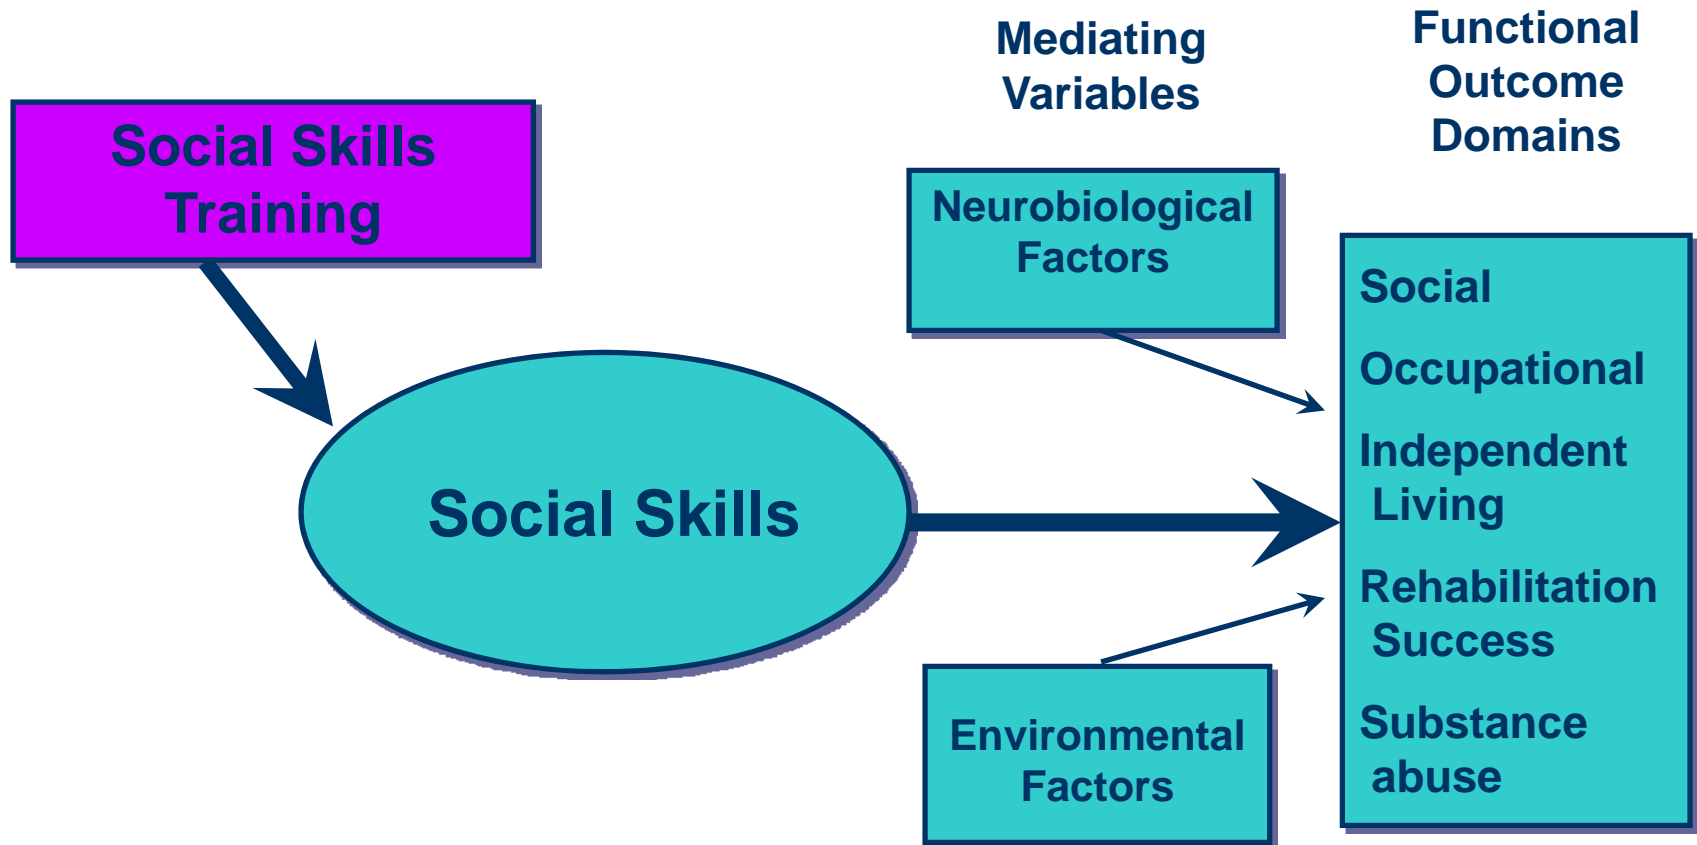 Mediating
Variables
Functional
Outcome
Domains
Social Skills
Training
Neurobiological
Factors
Social
Occupational
Independent
Living
Rehabilitation
Success
Substance
abuse
Social Skills
Environmental
Factors